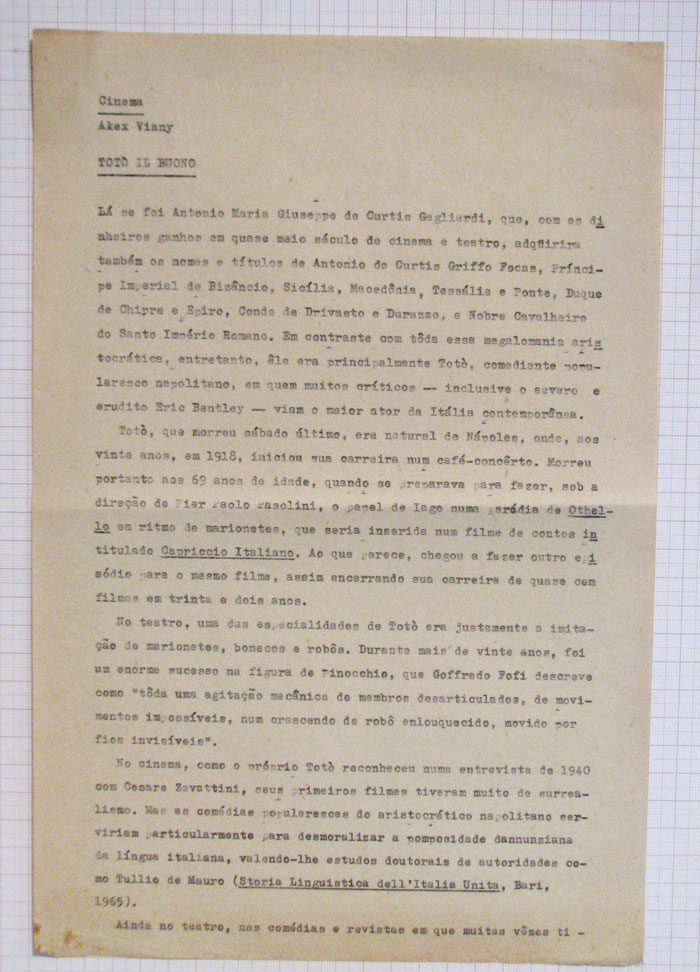 Cinema
Alex Viany
TOTÒ IL BUONO
Lá se foi Antonio Maria Giuseppe de Curtis Gagliardi, que, com os di
nheiros ganhos em quase meio século de cinema e teatro, adqüirira
também os nomes e títulos de Antonio de Curtis Griffo Focas, Prínci-
pe Imperial de Bizâncio, Sicília, Macedônia, Tessália e Ponte, Duque
de Chipre e Epiro, Conde de Drivasto e Durazzo, e Nobre Cavalheiro
do Santo Império Romano. Em contraste com tôda esse megalomania aris
tocrática, entretanto, êle era principalmente Totò, comediante popu-
laresco napolitano, em quem muitos críticos — inclusive o severo e
erudito Eric Bentley — viam o maior ator da Itália contemporânea.
Totò, que morreu sábado último, era natural de Nápoles, onde, aos
vinte anos, em 1918, iniciou sua carreira num café-concêrto. Morreu
portanto aos 69 anos de idade, quando se preparava para fazer, sob a
direção de Pier Paolo Pasolini, o papel de Iago numa paródia de Othel-
lo em ritmo de marionetes, que seria inserida num filme de contos in
titulado Capriccio Italiano. Ao que parece, chegou a fazer outro epi
sódio para o mesmo filme, assim encerrando sua carreira de quase cem
filmes em trinta e dois anos.
No teatro, uma das especialidades de Totò era justamente a imita-
ção de marionetes, bonecos e robôs. Durante mais de vinte anos, foi
um enorme sucesso na figura de Pinocchio, que Goffredo Fofi descreve
como "tôda uma agitação mecânica de membros desarticulados, de movi-
mentos impossíveis, num crescendo de robô enlouquecido, movido por
fios invisíveis".
No cinema, como o próprio Totò reconheceu numa entrevista de 1940
com Cesare Zavattini, seus primeiros filmes tiveram muito de surrea-
lismo. Mas as comédias popularescas do aristocrático napolitano ser-
viriam particularmente para desmoralizar a pomposidade dannunziana
da língua italiana, valendo-lhe estudos doutorais de autoridades co-
mo Tullio de Mauro (Storia Linguistica dell'Italia Unita, Bari,
1965).
Ainda no teatro, nas comédias e revistas em que muitas vêzes ti -